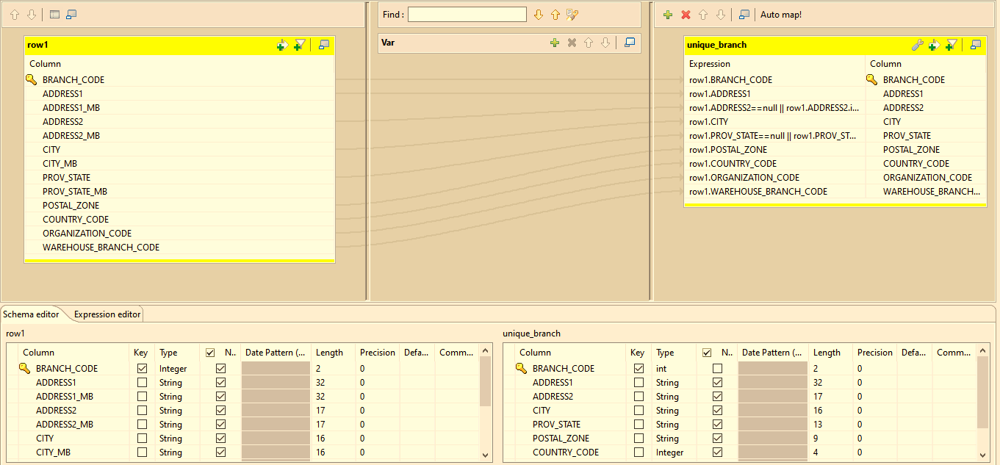 Find :
Auto map!
row1
Column
BRANCH_CODE
ADDRESS1
ADDRESS1_MB
ADDRESS2
ADDRESS2_MB
CITY
CITY_MB
PROV_STATE
PROV_STATE_MB
POSTAL_ZONE
COUNTRY_CODE
ORGANIZATION_CODE
WAREHOUSE_BRANCH_CODE
Var
unique_branch
Expression Column
row1.BRANCH_CODE BRANCH_CODE
row1.ADDRESS1 ADDRESS1
row1.ADDRESS2==null || row1.ADDRESS2.i... ADDRESS2
row1.CITY CITY
row1.PROV_STATE==null || row1.PROV_ST... PROV_STATE
row1.POSTAL_ZONE POSTAL_ZONE
row1.COUNTRY_CODE COUNTRY_CODE
row1.ORGANIZATION_CODE ORGANIZATION_CODE
row1.WAREHOUSE_BRANCH_CODE WAREHOUSE_BRANCH...
Schema editor Expression editor
row1
Column Key Type N.. Date Pattern (... Length Precision Defa... Comm...
BRANCH_CODE Integer 2 0
ADDRESS1 String 32 0
ADDRESS1_MB String 32 0
ADDRESS2 String 17 0
ADDRESS2_MB String 17 0
CITY String 16 0
CITY_MB String 16 0
unique_branch
Column Key Type N.. Date Pattern (... Length Precision Defa... Comm...
BRANCH_CODE int 2 0
ADDRESS1 String 32 0
ADDRESS2 String 17 0
CITY String 16 0
PROV_STATE String 13 0
POSTAL_ZONE String 9 0
COUNTRY_CODE Integer 4 0